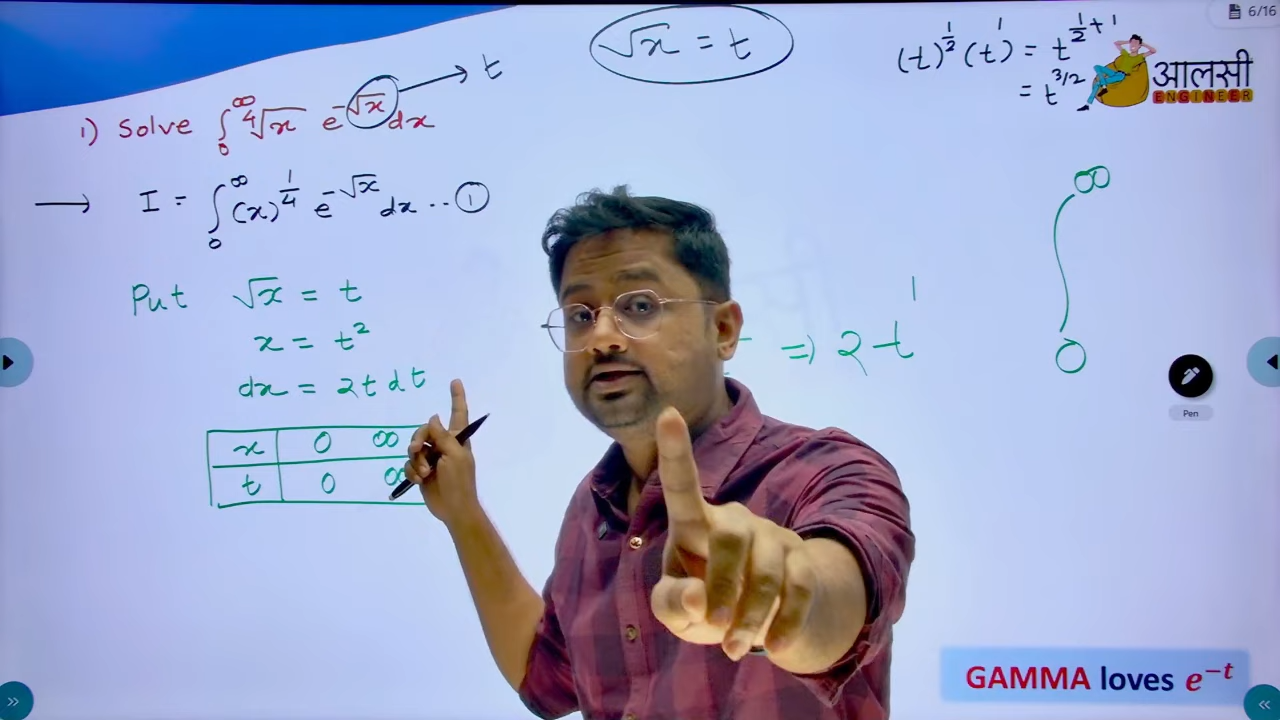 6/16
√x = t
(t)^{1/2} (t)^1 = t^{1/2+1}
= t^{3/2}
आलसी
ENGINEER
1) Solve ∫_0^∞ ⁴√x e^{-√x} dx → t
→ I = ∫_0^∞ (x)^{1/4} e^{-√x} dx .. ①
Put √x = t
x = t²
dx = 2t dt
x 0 ∞
t 0 ∞
⇒ 2 t^1
∞
∫
0
Pen
GAMMA loves e^{-t}